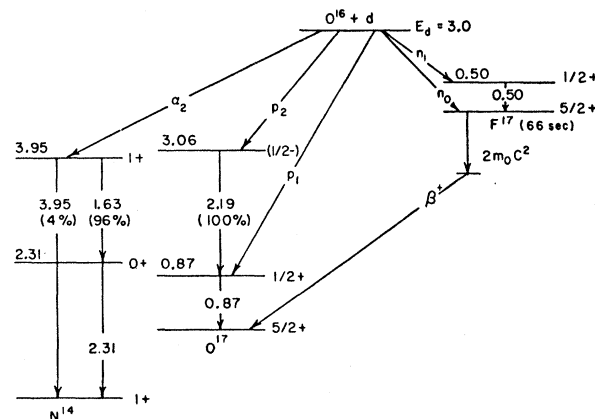 O¹⁶ + d
E_d = 3.0
n₁
0.50
1/2+
α₂
p₂
n₀
0.50
5/2+
F¹⁷ (66 sec)
3.95
1+
3.06
(1/2-)
p₁
2m₀C²
3.95
(4%)
1.63
(96%)
2.19
(100%)
β⁺
2.31
0+
0.87
1/2+
0.87
2.31
5/2+
O¹⁷
1+
N¹⁴